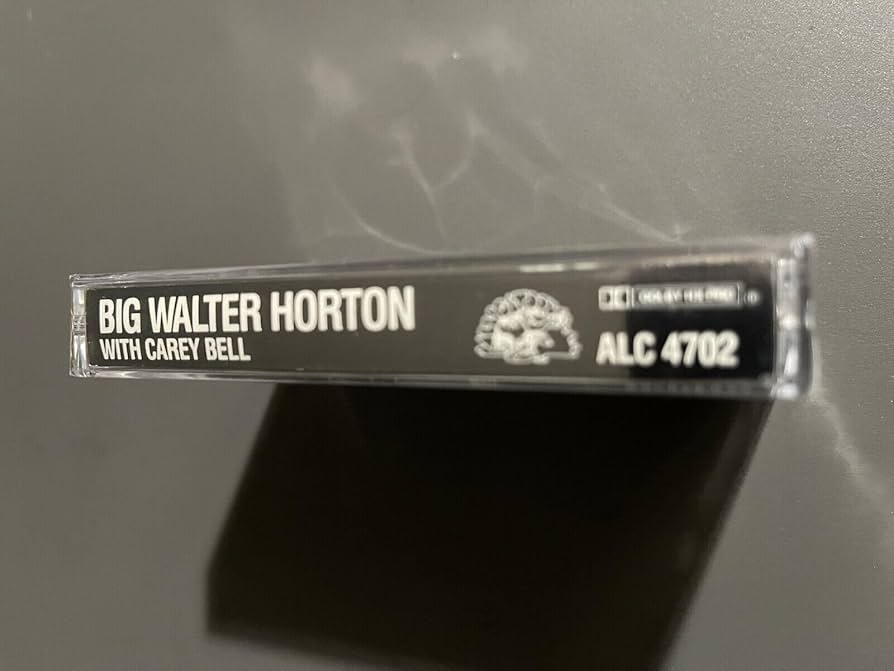 BIG WALTER HORTON
WITH CAREY BELL
ALC 4702